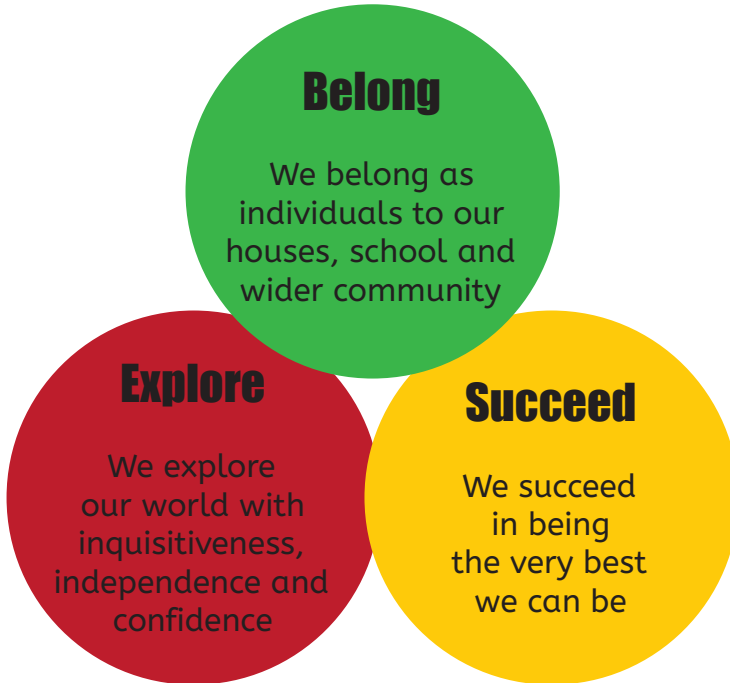 Belong
We belong as
individuals to our
houses, school and
wider community
Explore
We explore
our world with
inquisitiveness,
independence and
confidence
Succeed
We succeed
in being
the very best
we can be